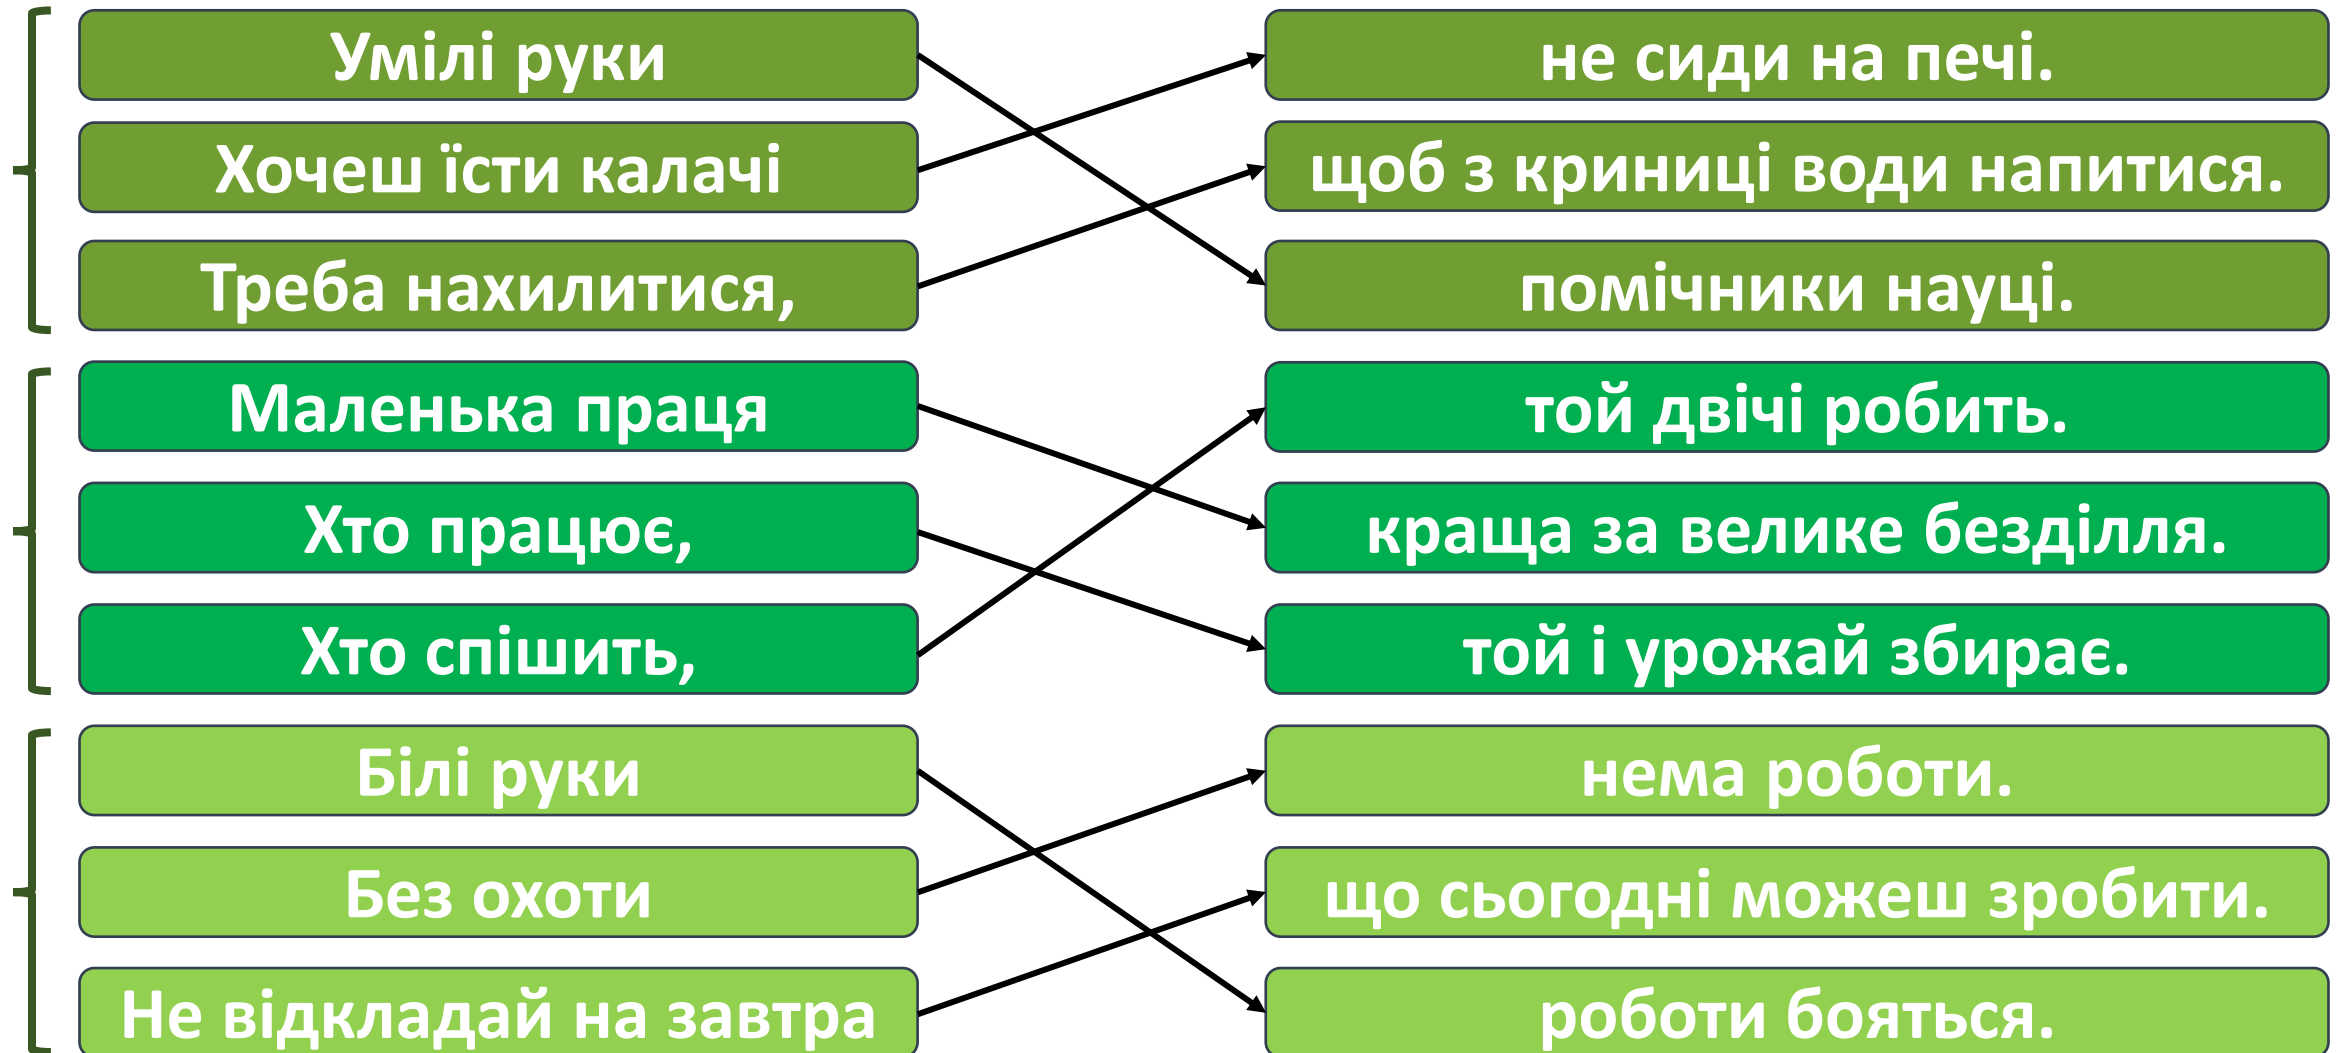 Умілі руки
не сиди на печі.
Хочеш їсти калачі
щоб з криниці води напитися.
Треба нахилитися,
помічники науці.
Маленька праця
той двічі робить.
Хто працює,
краща за велике безділля.
Хто спішить,
той і урожай збирає.
Білі руки
нема роботи.
Без охоти
що сьогодні можеш зробити.
Не відкладай на завтра
роботи бояться.